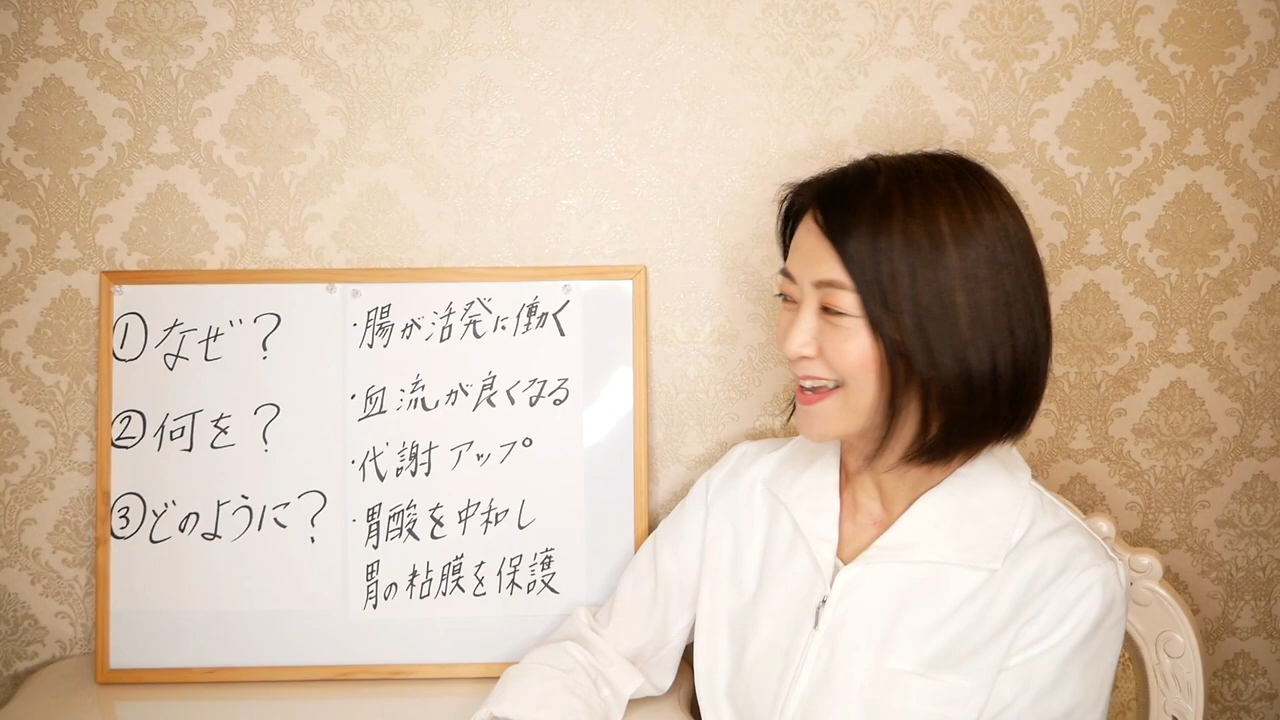 ①なぜ?
②何を?
③どのように?
・腸が活発に働く
・血流が良くなる
・代謝アップ
・胃酸を中和し
胃の粘膜を保護